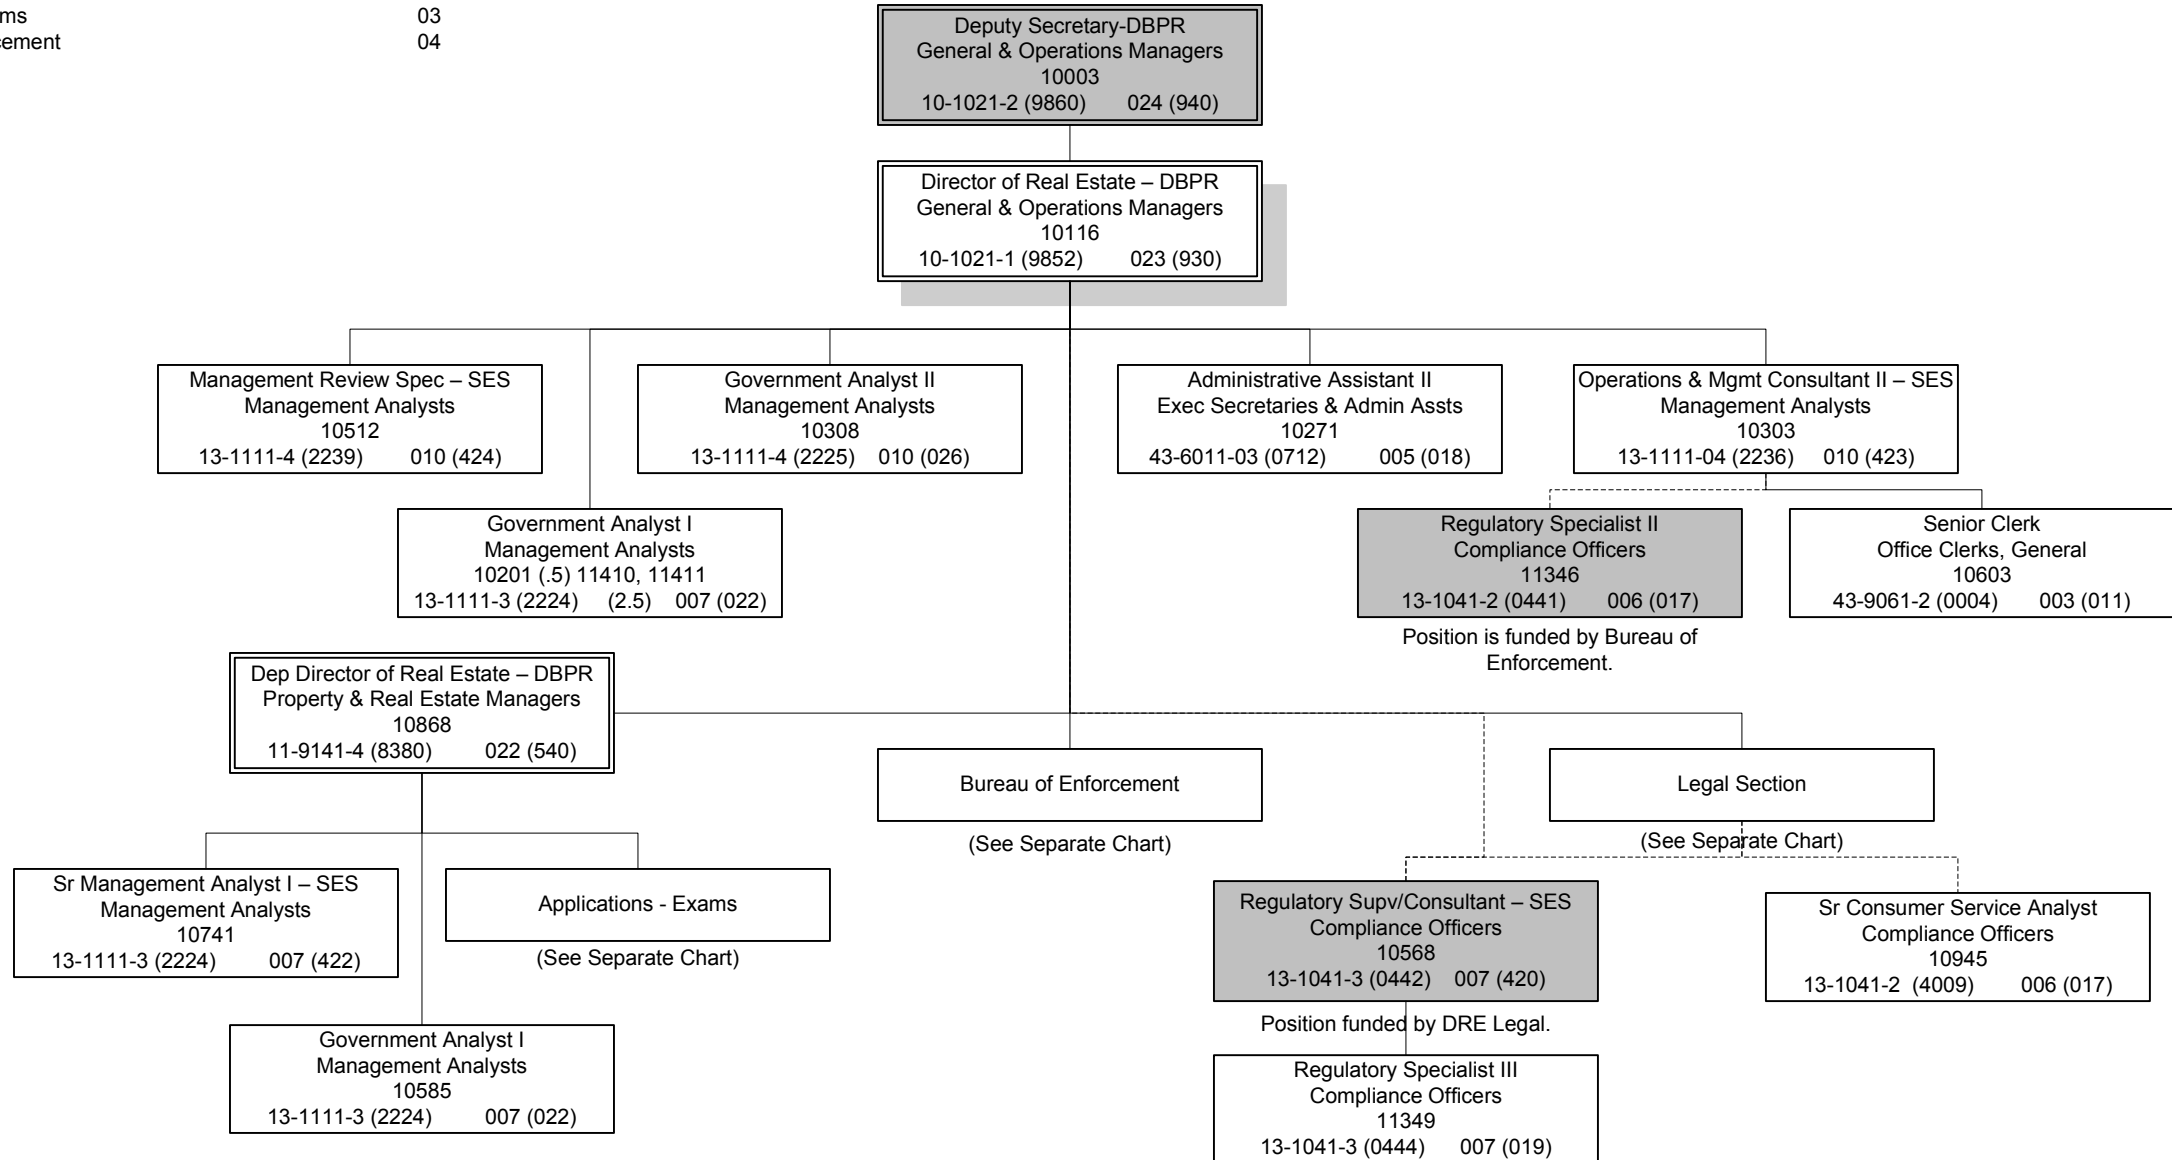 03
04
Deputy Secretary-DBPR
General & Operations Managers
10003
10-1021-2 (9860) 024 (940)
Director of Real Estate – DBPR
General & Operations Managers
10116
10-1021-1 (9852) 023 (930)
Management Review Spec – SES
Management Analysts
10512
13-1111-4 (2239) 010 (424)
Government Analyst II
Management Analysts
10308
13-1111-4 (2225) 010 (026)
Administrative Assistant II
Exec Secretaries & Admin Assts
10271
43-6011-03 (0712) 005 (018)
Operations & Mgmt Consultant II – SES
Management Analysts
10303
13-1111-04 (2236) 010 (423)
Government Analyst I
Management Analysts
10201 (.5) 11410, 11411
13-1111-3 (2224) (2.5) 007 (022)
Regulatory Specialist II
Compliance Officers
11346
13-1041-2 (0441) 006 (017)
Position is funded by Bureau of
Enforcement.
Senior Clerk
Office Clerks, General
10603
43-9061-2 (0004) 003 (011)
Dep Director of Real Estate – DBPR
Property & Real Estate Managers
10868
11-9141-4 (8380) 022 (540)
Bureau of Enforcement
(See Separate Chart)
Legal Section
(See Separate Chart)
Sr Management Analyst I – SES
Management Analysts
10741
13-1111-3 (2224) 007 (422)
Applications - Exams
(See Separate Chart)
Regulatory Supv/Consultant – SES
Compliance Officers
10568
13-1041-3 (0442) 007 (420)
Position funded by DRE Legal.
Sr Consumer Service Analyst
Compliance Officers
10945
13-1041-2 (4009) 006 (017)
Government Analyst I
Management Analysts
10585
13-1111-3 (2224) 007 (022)
Regulatory Specialist III
Compliance Officers
11349
13-1041-3 (0444) 007 (019)